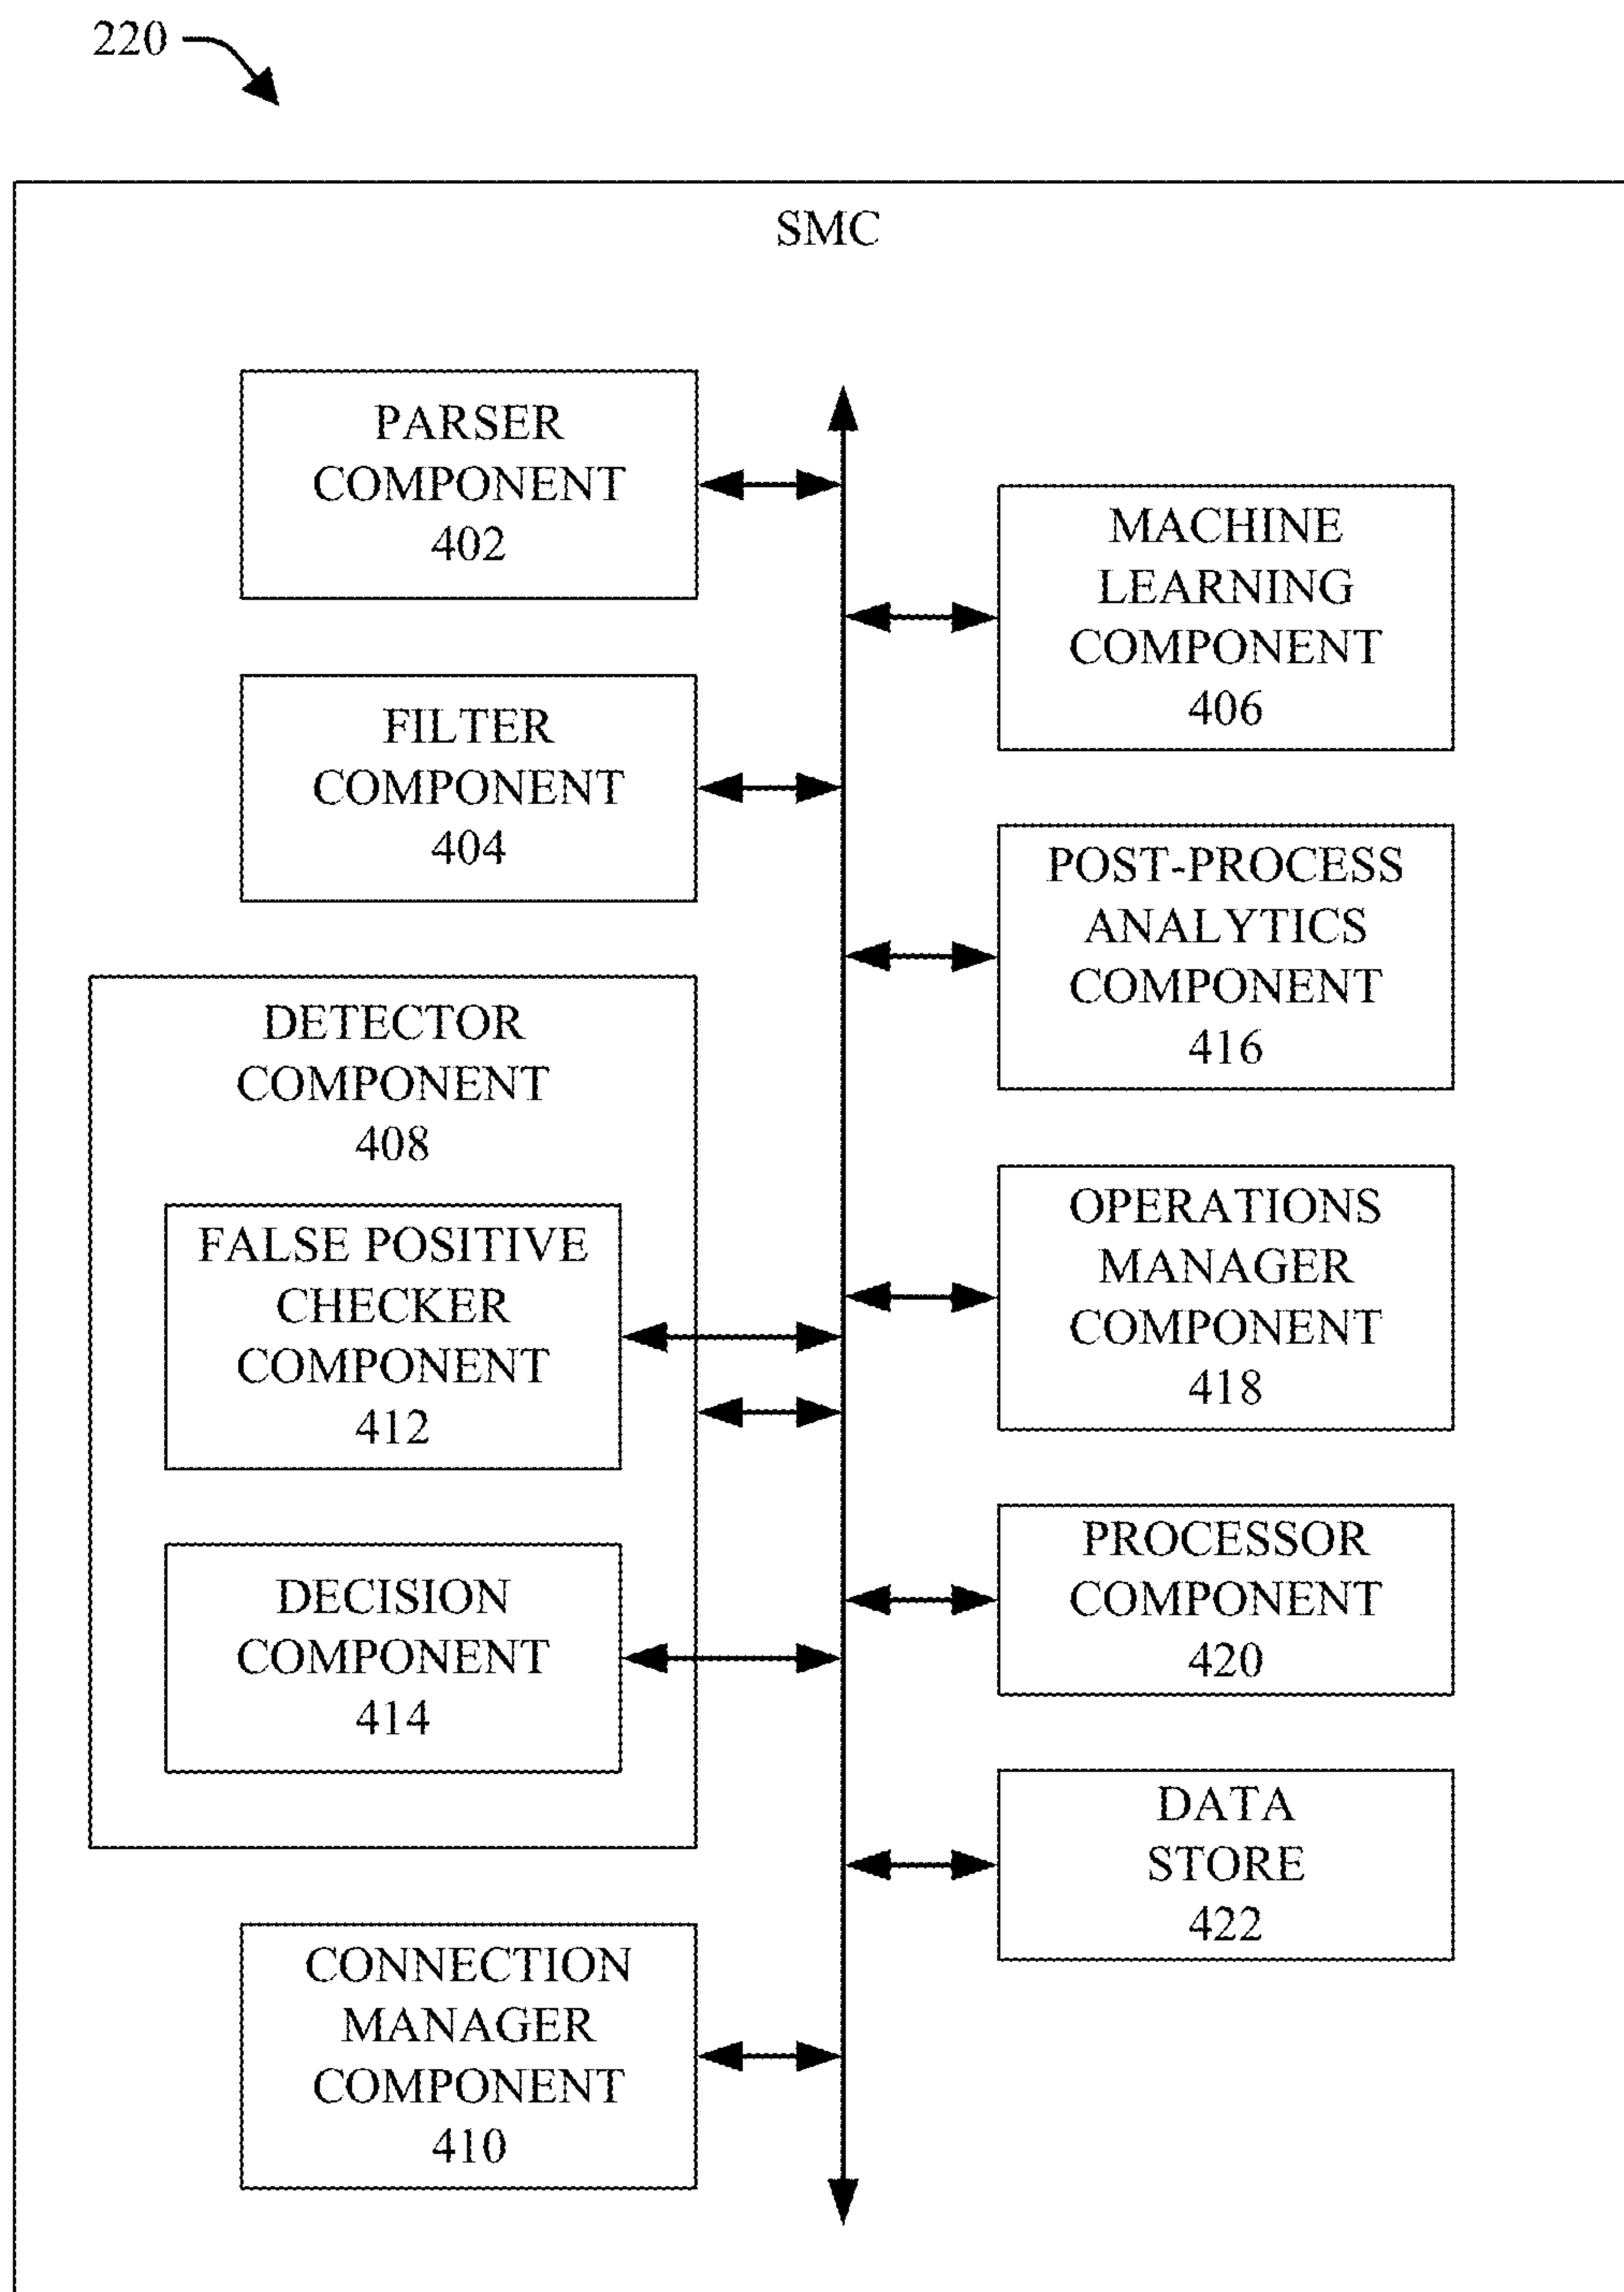 220
SMC
PARSER
COMPONENT
402
FILTER
COMPONENT
404
DETECTOR
COMPONENT
408
FALSE POSITIVE
CHECKER
COMPONENT
412
DECISION
COMPONENT
414
CONNECTION
MANAGER
COMPONENT
410
MACHINE
LEARNING
COMPONENT
406
POST-PROCESS
ANALYTICS
COMPONENT
416
OPERATIONS
MANAGER
COMPONENT
418
PROCESSOR
COMPONENT
420
DATA
STORE
422